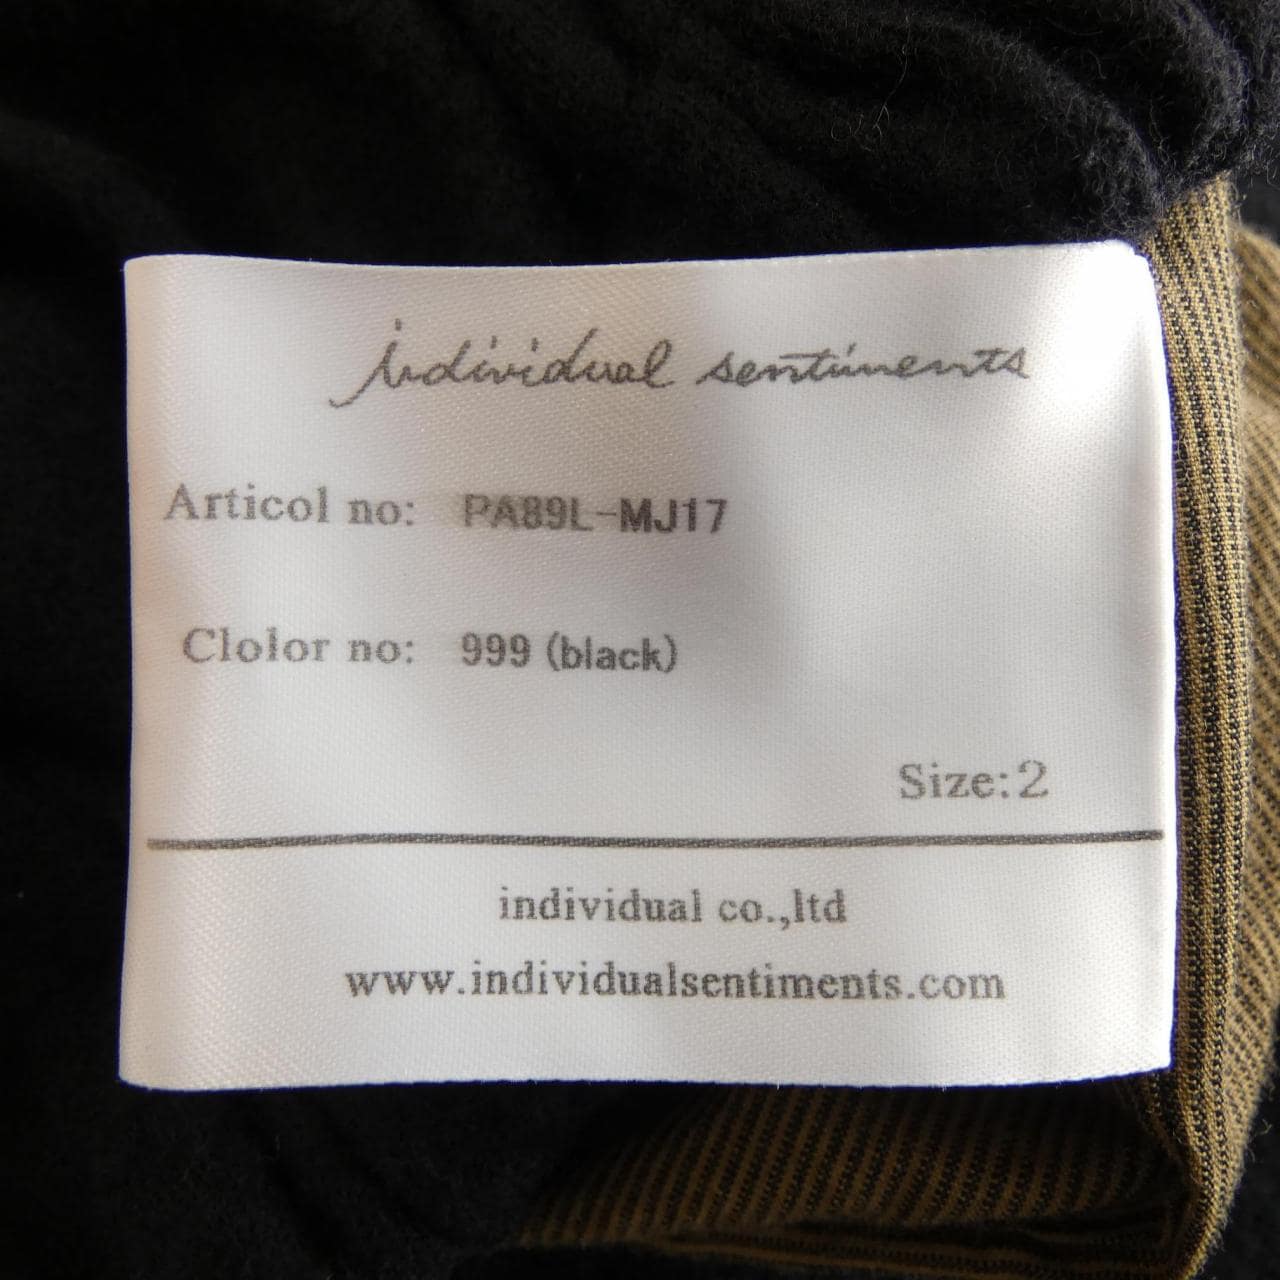 individual sentiments
Articol no: PA89L-MJ17
Clolor no: 999 (black)
Size:2
individual co.,ltd
www.individualsentiments.com